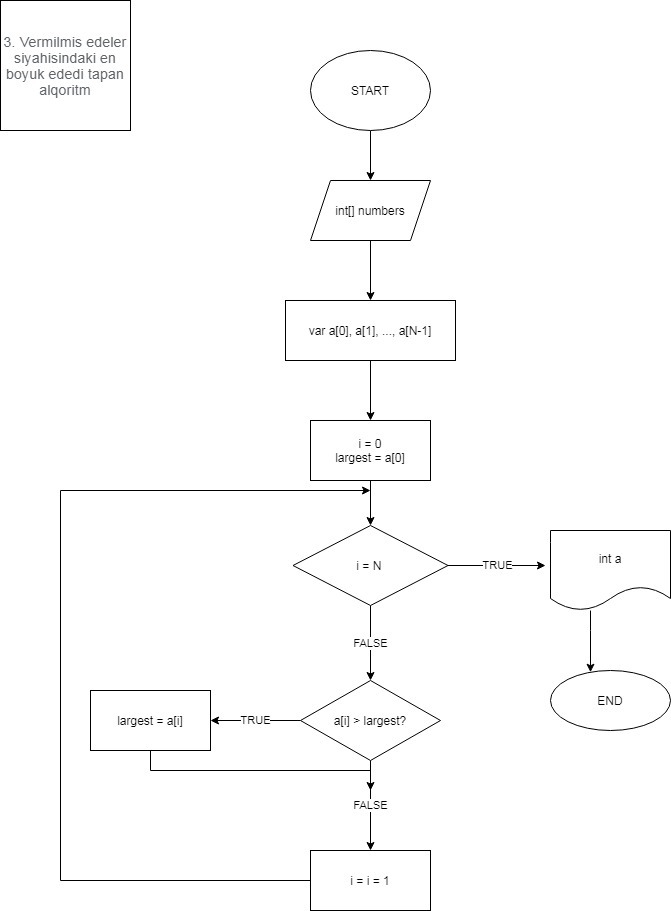 3. Vermilmis edeler
siyahisindaki en
boyuk ededi tapan
alqoritm
START
int[] numbers
var a[0], a[1], ..., a[N-1]
i = 0
largest = a[0]
i = N
TRUE
int a
FALSE
END
largest = a[i]
TRUE
a[i] > largest?
FALSE
i = i = 1